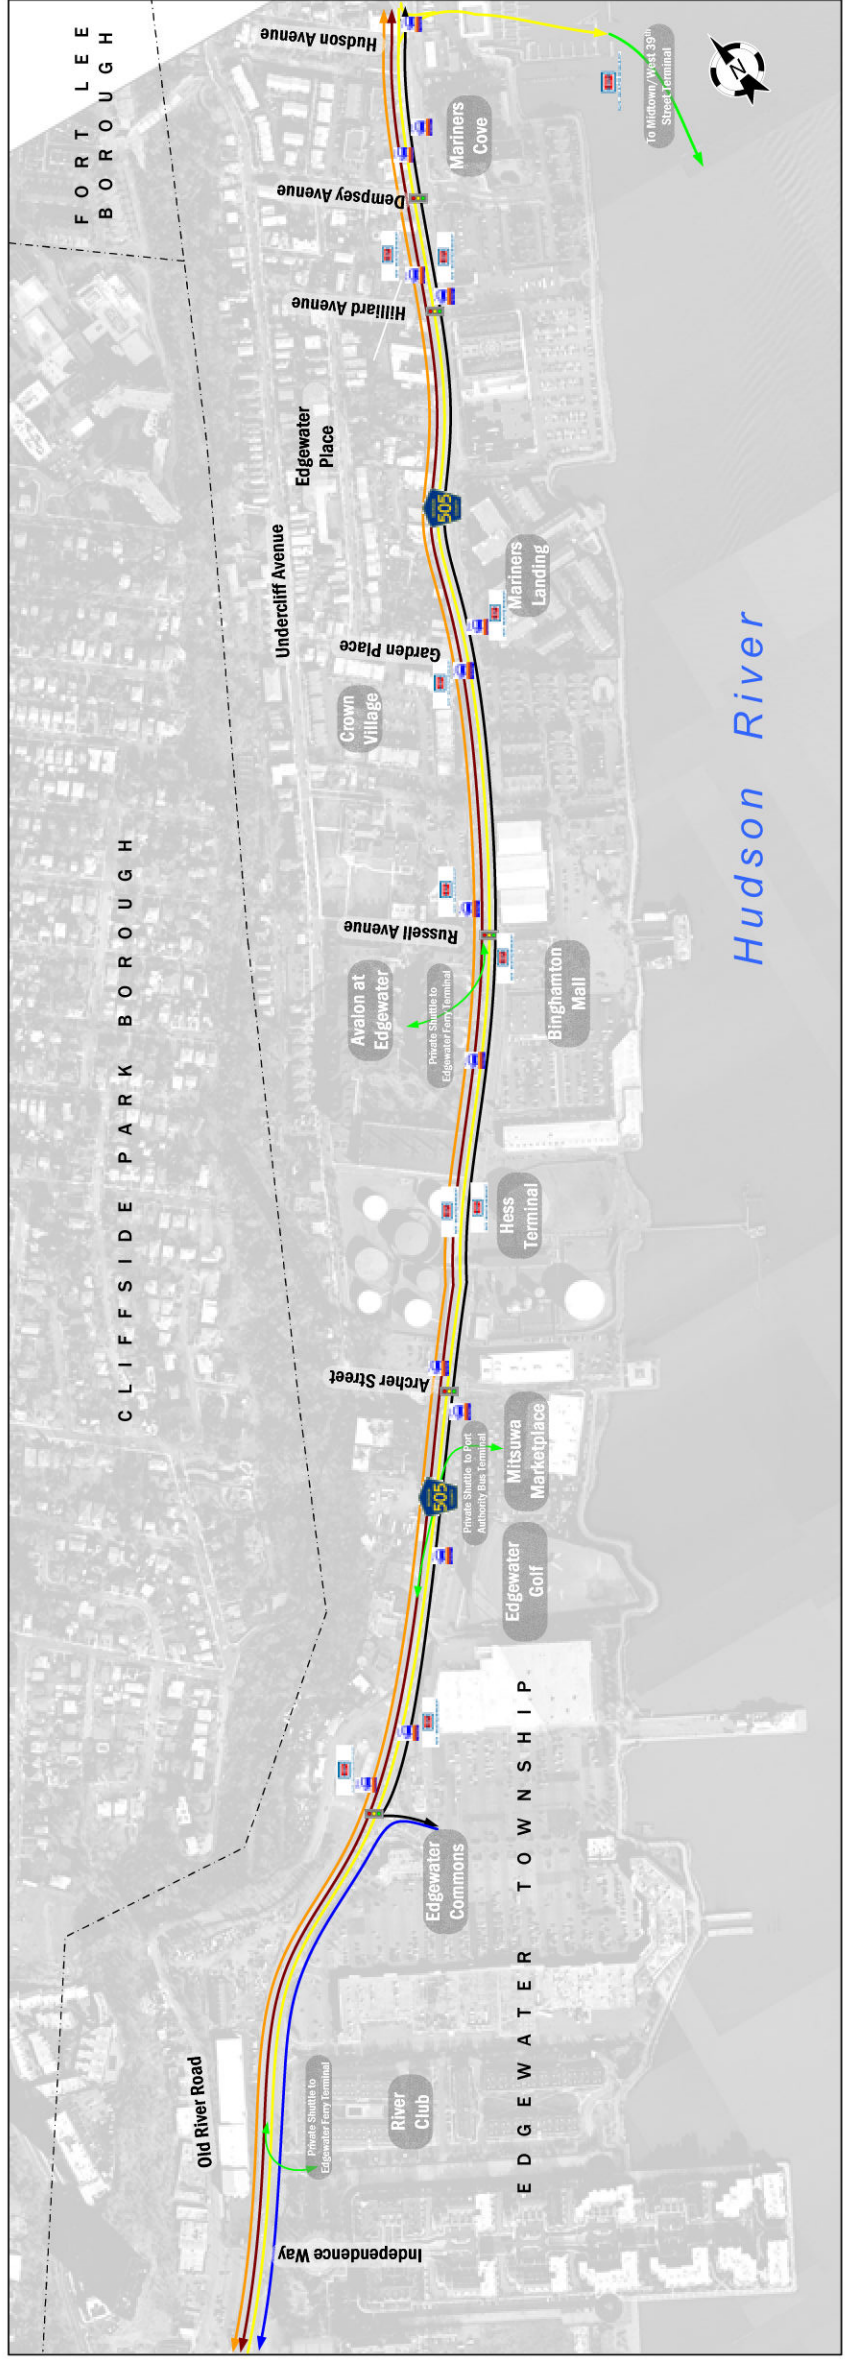 FORT LEE
BOROUGH
Hudson Avenue
To Midtown/ West 39th
Street Terminal
N
Mariners
Cove
Dempsey Avenue
Hilliard Avenue
Edgewater
Place
505
Undercliff Avenue
Mariners
Landing
Garden Place
Crown
Village
Hudson River
CLIFFSIDE PARK BOROUGH
Russell Avenue
Avalon at
Edgewater
Private Shuttle to
Edgewater Ferry Terminal
Binghamton
Mall
Hess
Terminal
Archer Street
Private Shuttle to Port
Authority Bus Terminal
Mitsuwa
Marketplace
505
Edgewater
Golf
EDGEWATER TOWNSHIP
Edgewater
Commons
Old River Road
Private Shuttle to
Edgewater Ferry Terminal
River
Club
Independence Way